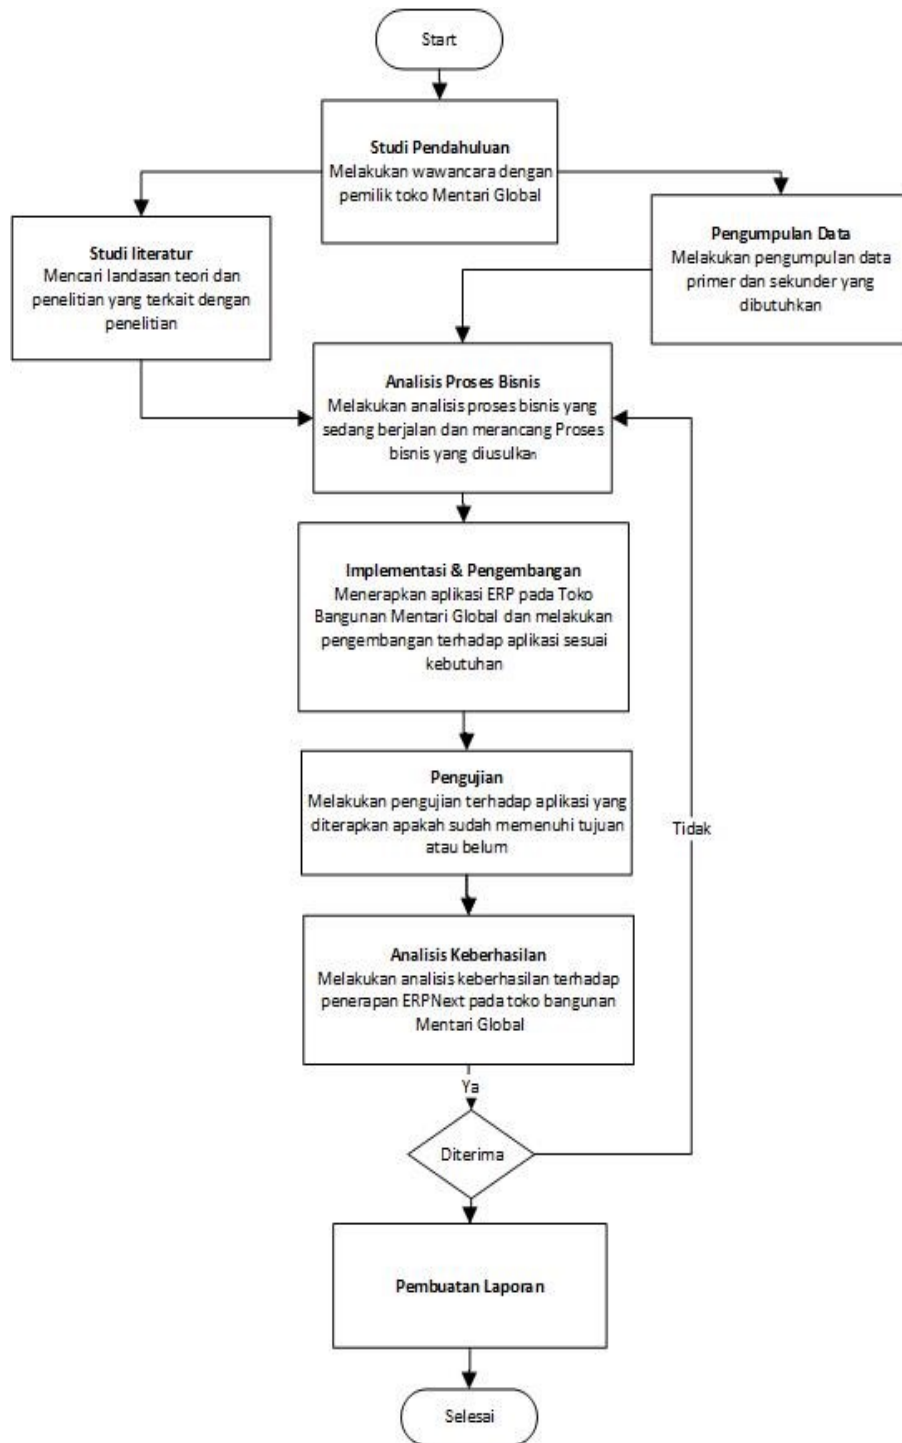 Start
Studi Pendahuluan
Melakukan wawancara dengan
pemilik toko Mentari Global
Studi literatur
Mencari landasan teori dan
penelitian yang terkait dengan
penelitian
Pengumpulan Data
Melakukan pengumpulan data
primer dan sekunder yang
dibutuhkan
Analisis Proses Bisnis
Melakukan analisis proses bisnis yang
sedang berjalan dan merancang Proses
bisnis yang diusulkan
Implementasi & Pengembangan
Menerapkan aplikasi ERP pada Toko
Bangunan Mentari Global dan melakukan
pengembangan terhadap aplikasi sesuai
kebutuhan
Pengujian
Melakukan pengujian terhadap aplikasi yang
diterapkan apakah sudah memenuhi tujuan
atau belum
Tidak
Analisis Keberhasilan
Melakukan analisis keberhasilan terhadap
penerapan ERPNext pada toko bangunan
Mentari Global
Ya
Diterima
Pembuatan Laporan
Selesai